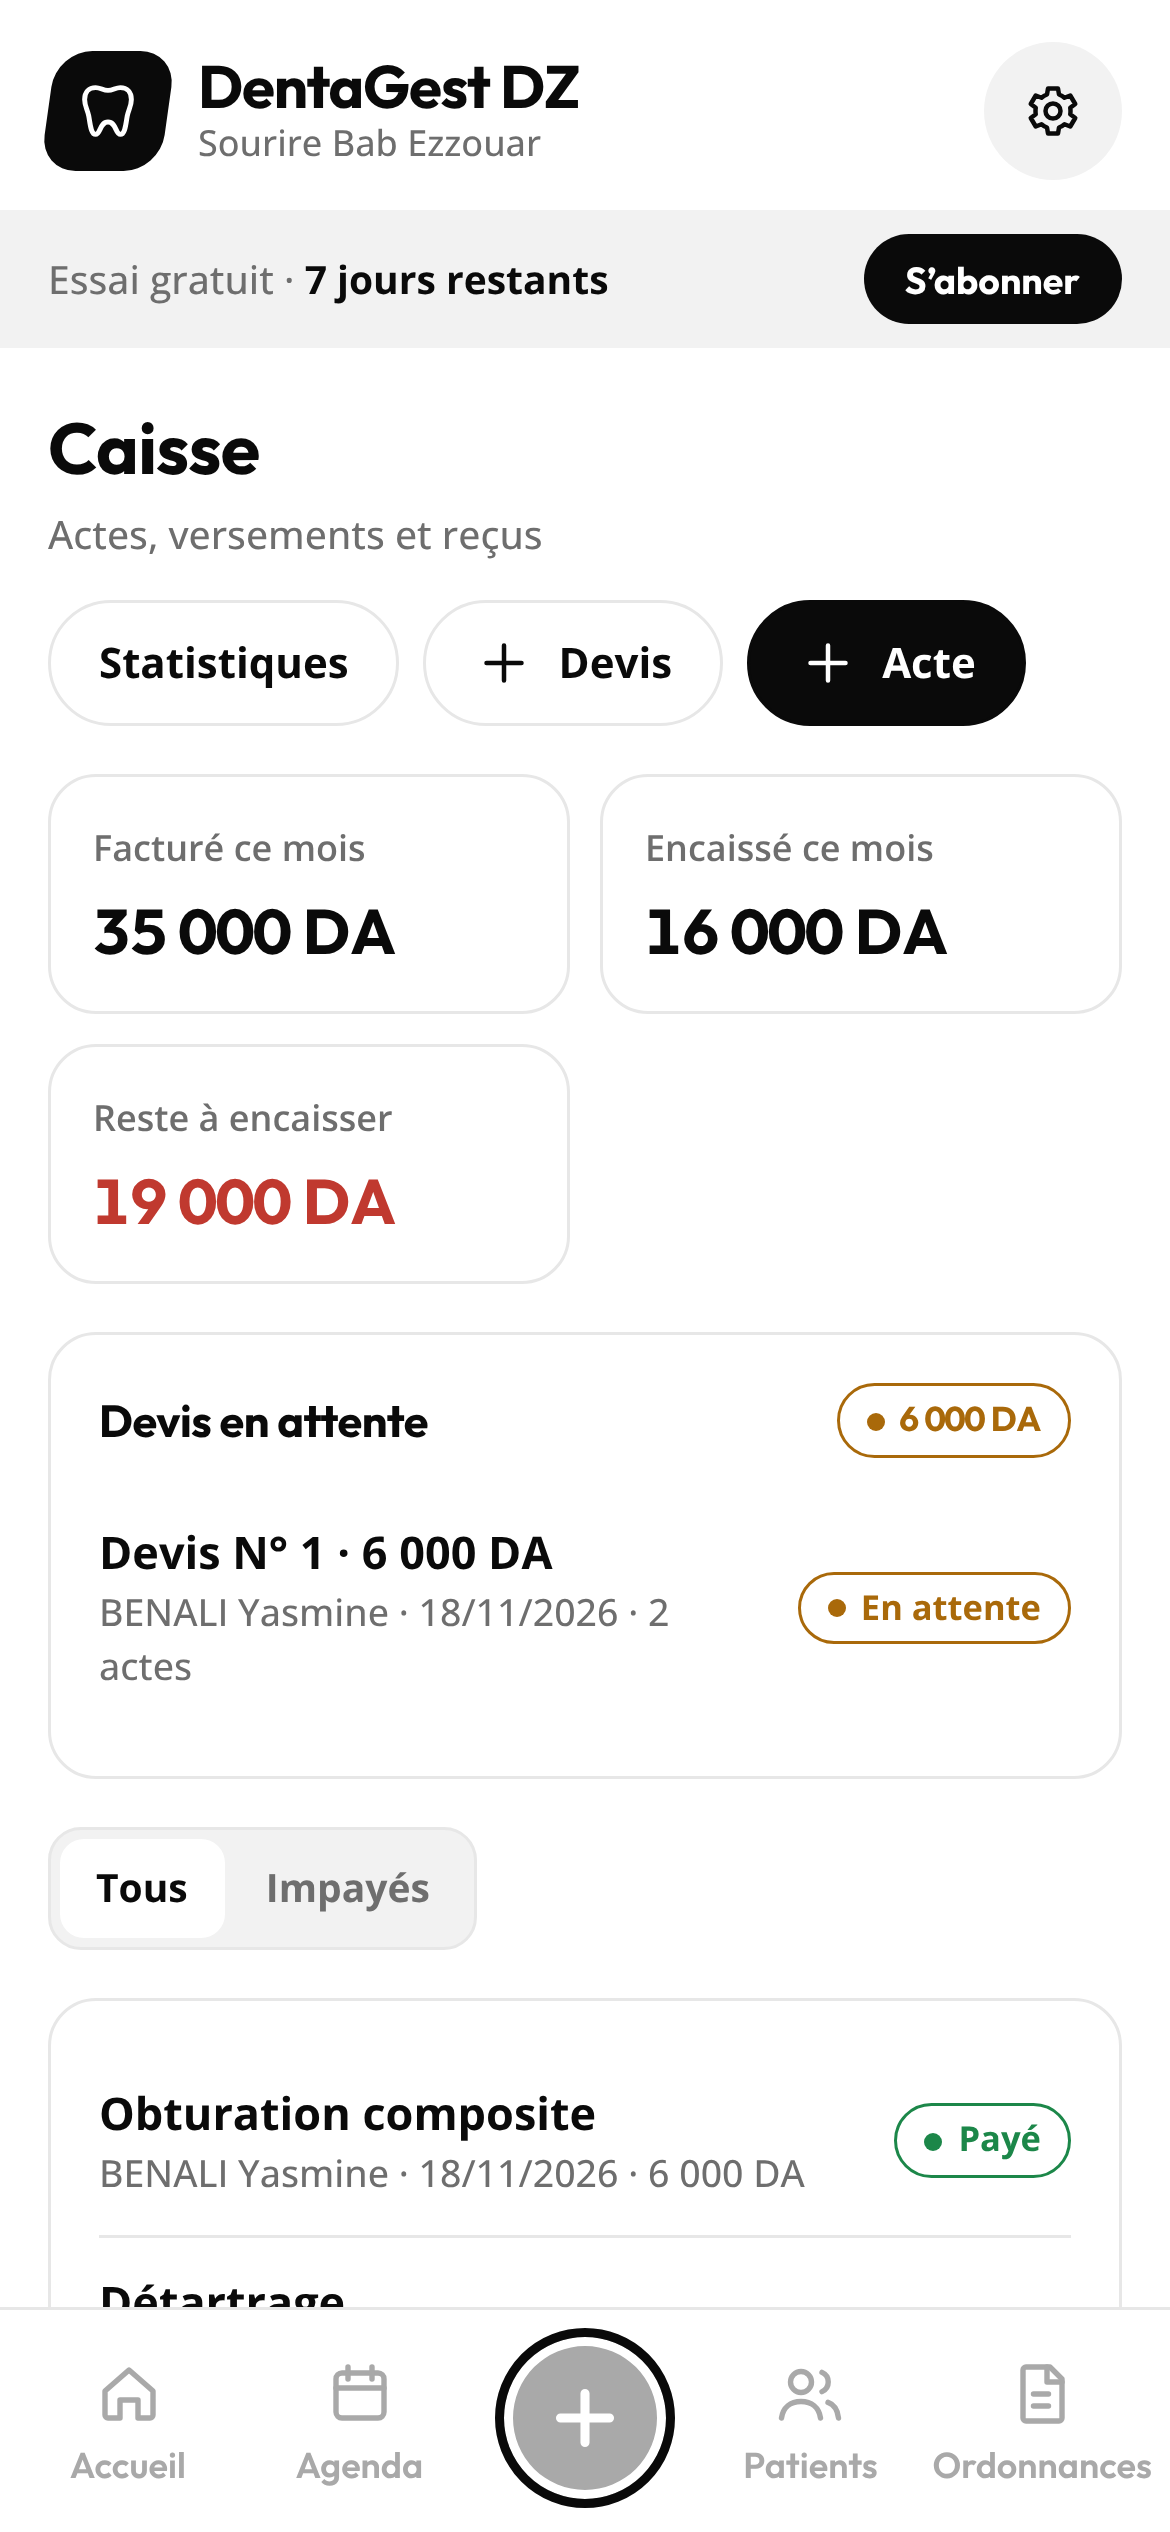 DentaGest DZ
Sourire Bab Ezzouar
Essai gratuit · 7 jours restants
S’abonner
Caisse
Actes, versements et reçus
Statistiques
Devis
Acte
Facturé ce mois
35 000 DA
Encaissé ce mois
16 000 DA
Reste à encaisser
19 000 DA
Devis en attente
6 000 DA
Devis N° 1 · 6 000 DA
BENALI Yasmine · 18/11/2026 · 2
actes
En attente
Tous
Impayés
Obturation composite
BENALI Yasmine · 18/11/2026 · 6 000 DA
Payé
Détartrage
Accueil
Agenda
Patients
Ordonnances